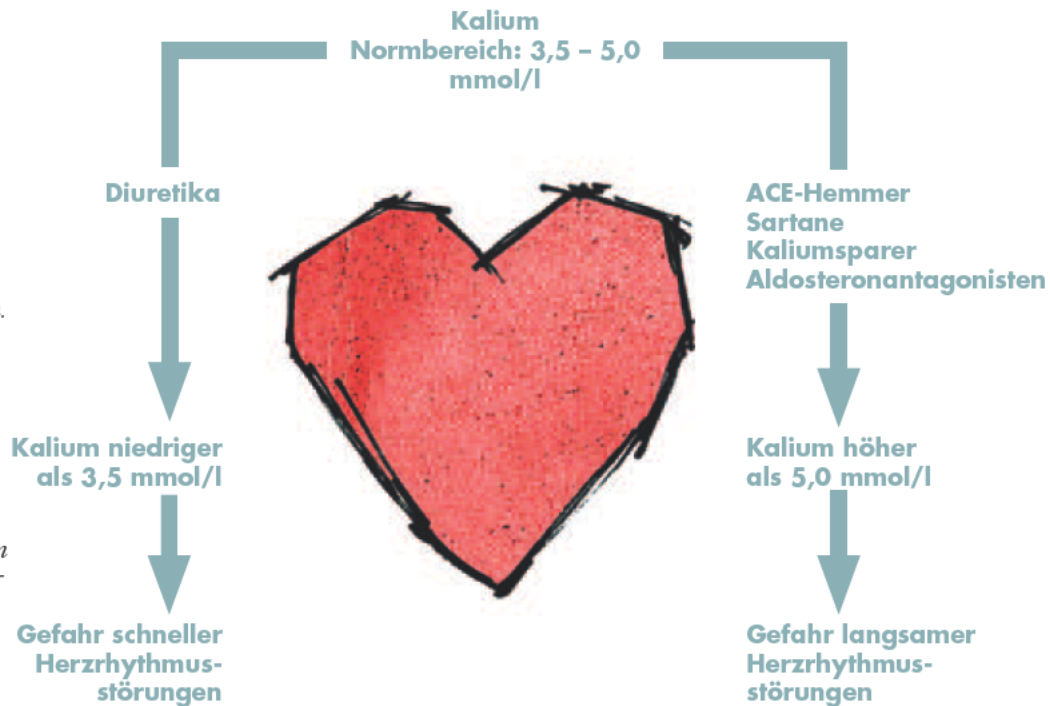 Kalium
Normbereich: 3,5 – 5,0
mmol/l
Diuretika
Kalium niedriger
als 3,5 mmol/l
Gefahr schneller
Herzrhythmus-
störungen
ACE-Hemmer
Sartane
Kaliumsparer
Aldosteronantagonisten
Kalium höher
als 5,0 mmol/l
Gefahr langsamer
Herzrhythmus-
störungen